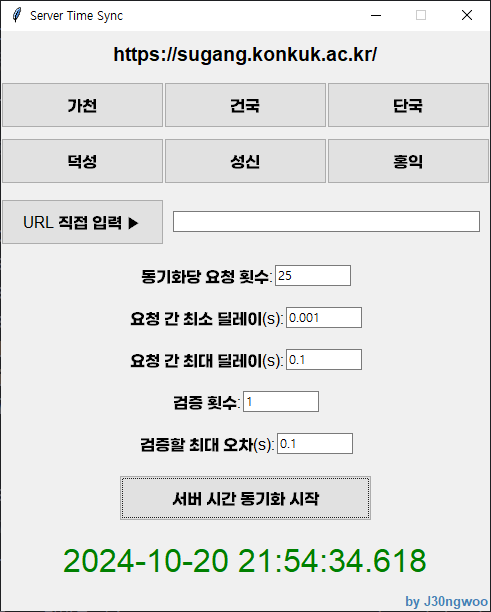 Server Time Sync
https://sugang.konkuk.ac.kr/
가천 건국 단국
덕성 성신 홍익
URL 직접 입력 ▶
동기화당 요청 횟수: 25
요청 간 최소 딜레이(s): 0.001
요청 간 최대 딜레이(s): 0.1
검증 횟수: 1
검증할 최대 오차(s): 0.1
서버 시간 동기화 시작
2024-10-20 21:54:34.618
by J30ngwoo